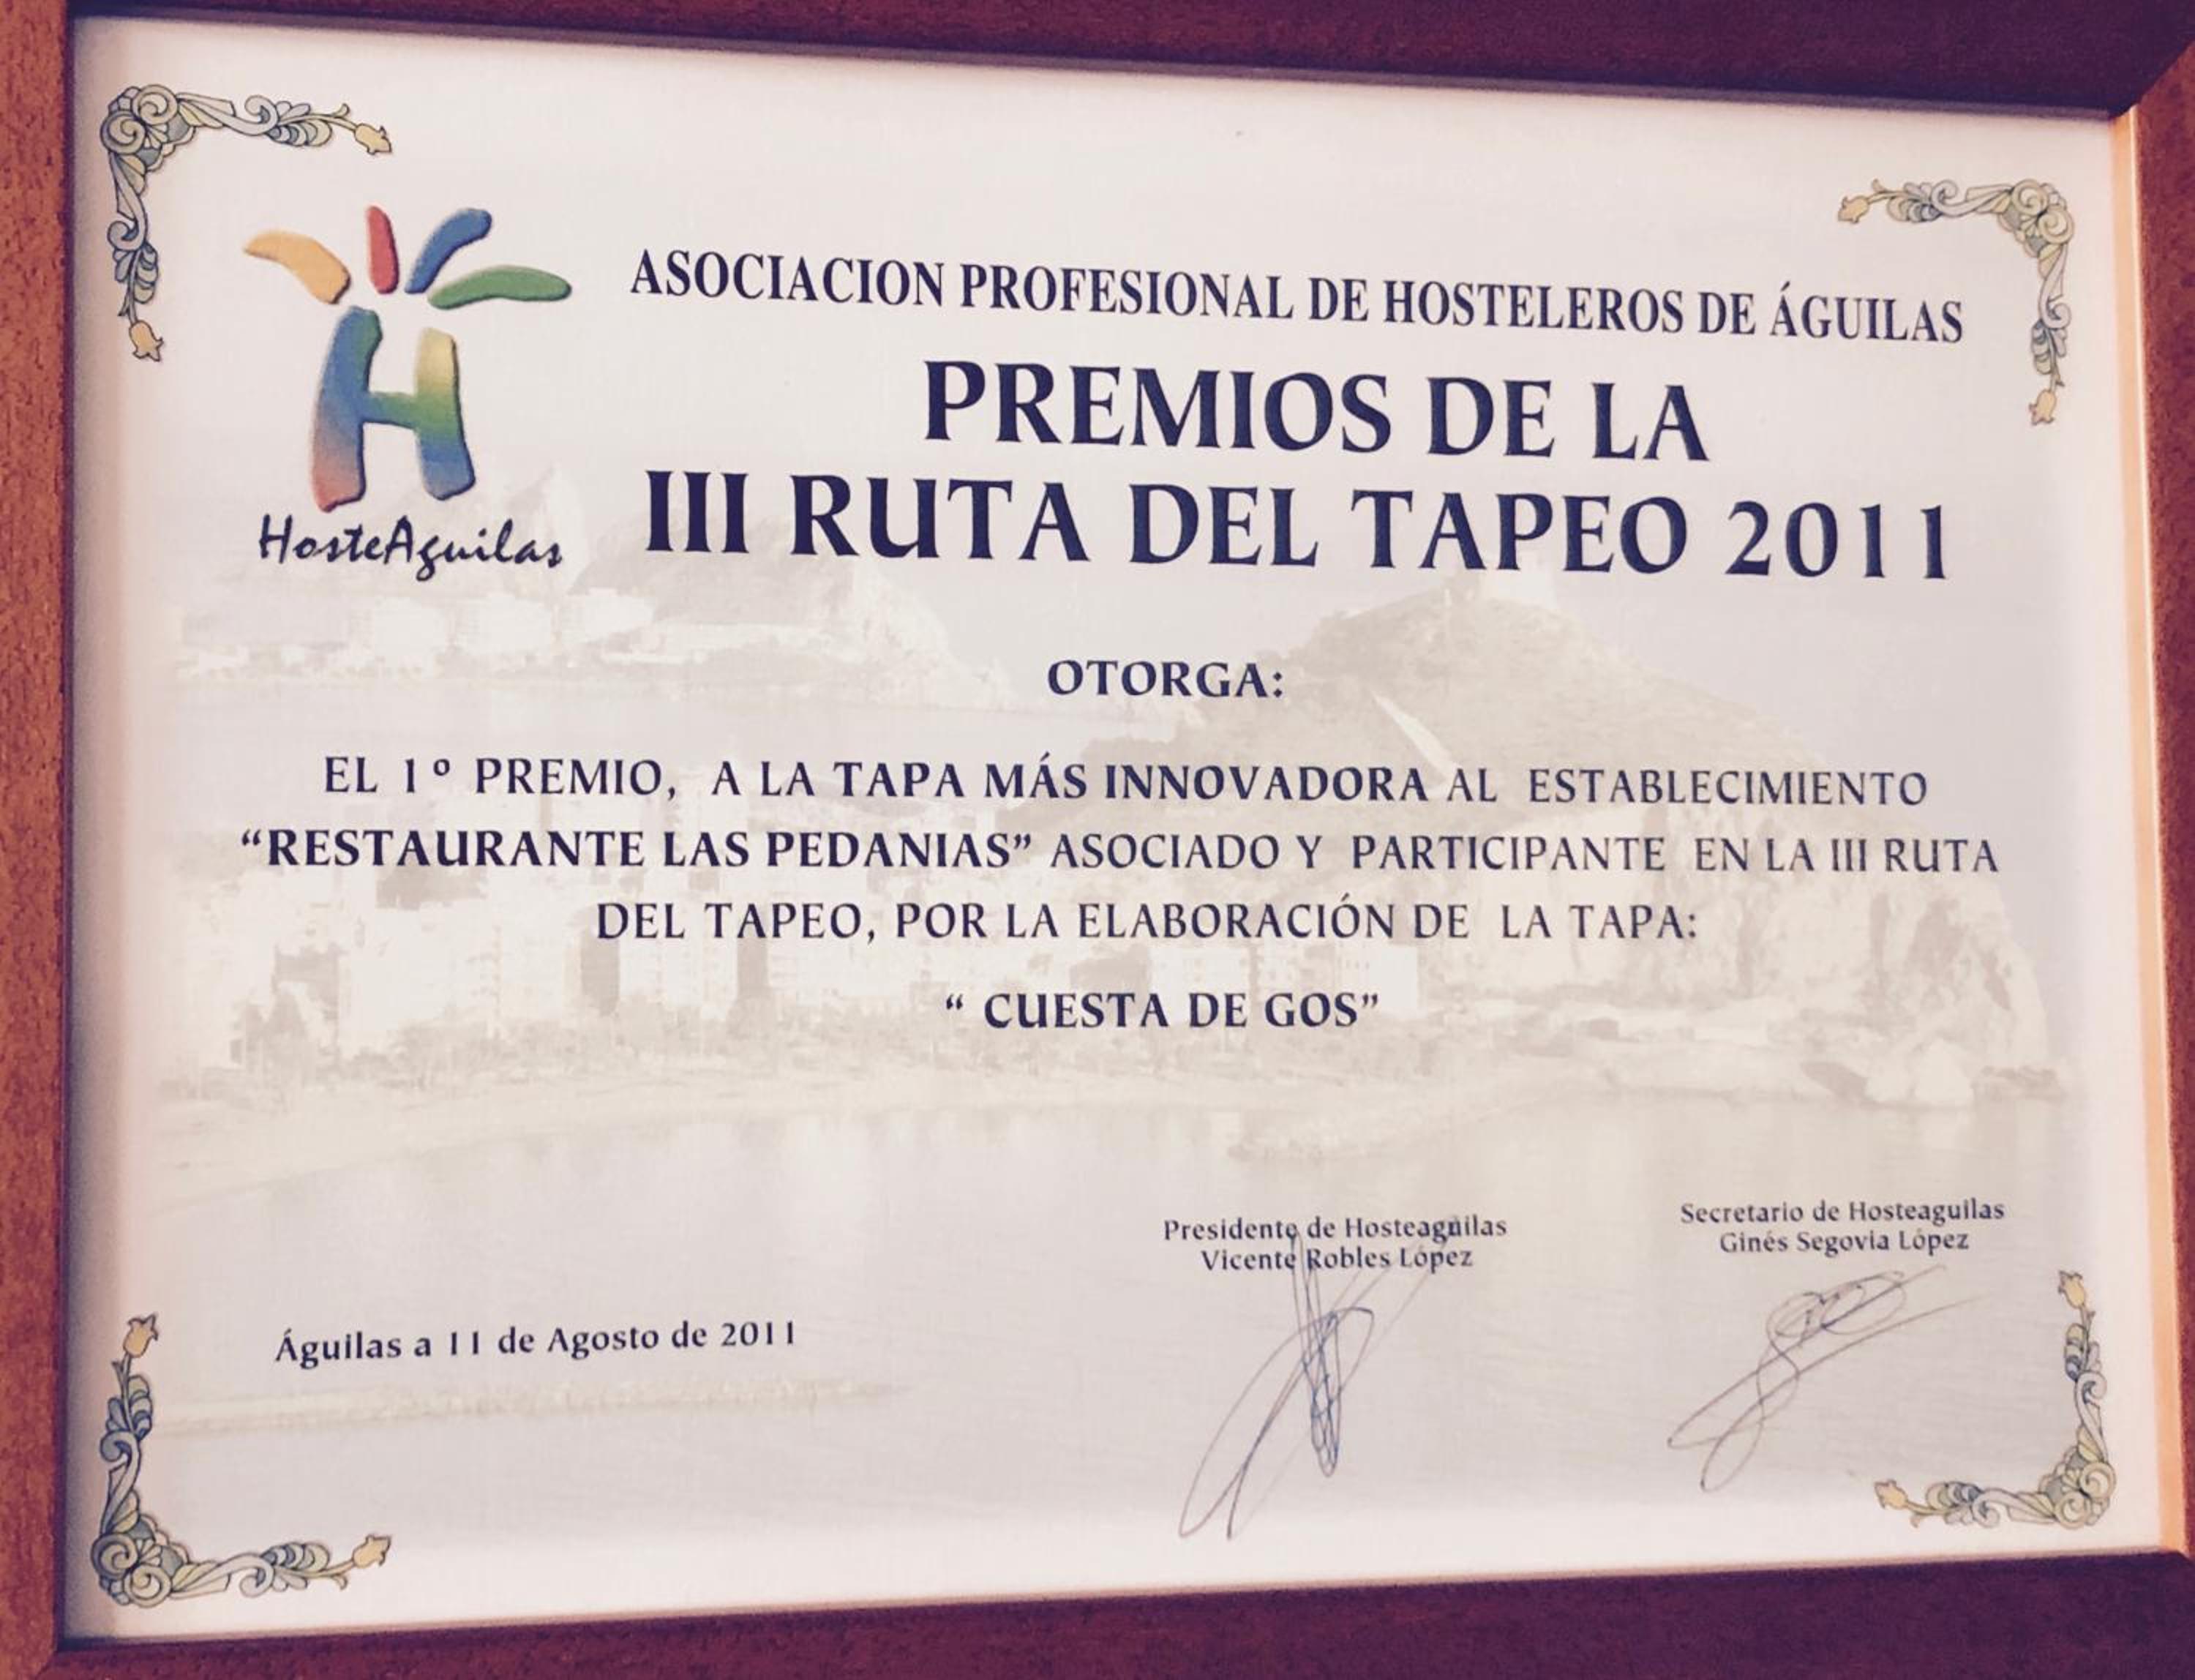 ASOCIACION PROFESIONAL DE HOSTELEROS DE ÁGUILAS
PREMIOS DE LA
III RUTA DEL TAPEO 2011
H
HosteAguilas
OTORGA:
EL 1º PREMIO, A LA TAPA MÁS INNOVADORA AL ESTABLECIMIENTO
“RESTAURANTE LAS PEDANIAS” ASOCIADO Y PARTICIPANTE EN LA III RUTA
DEL TAPEO, POR LA ELABORACIÓN DE LA TAPA:
“ CUESTA DE GOS”
Presidente de Hosteaguilas
Vicente Robles López
Secretario de Hosteaguilas
Ginés Segovia López
Águilas a 11 de Agosto de 2011